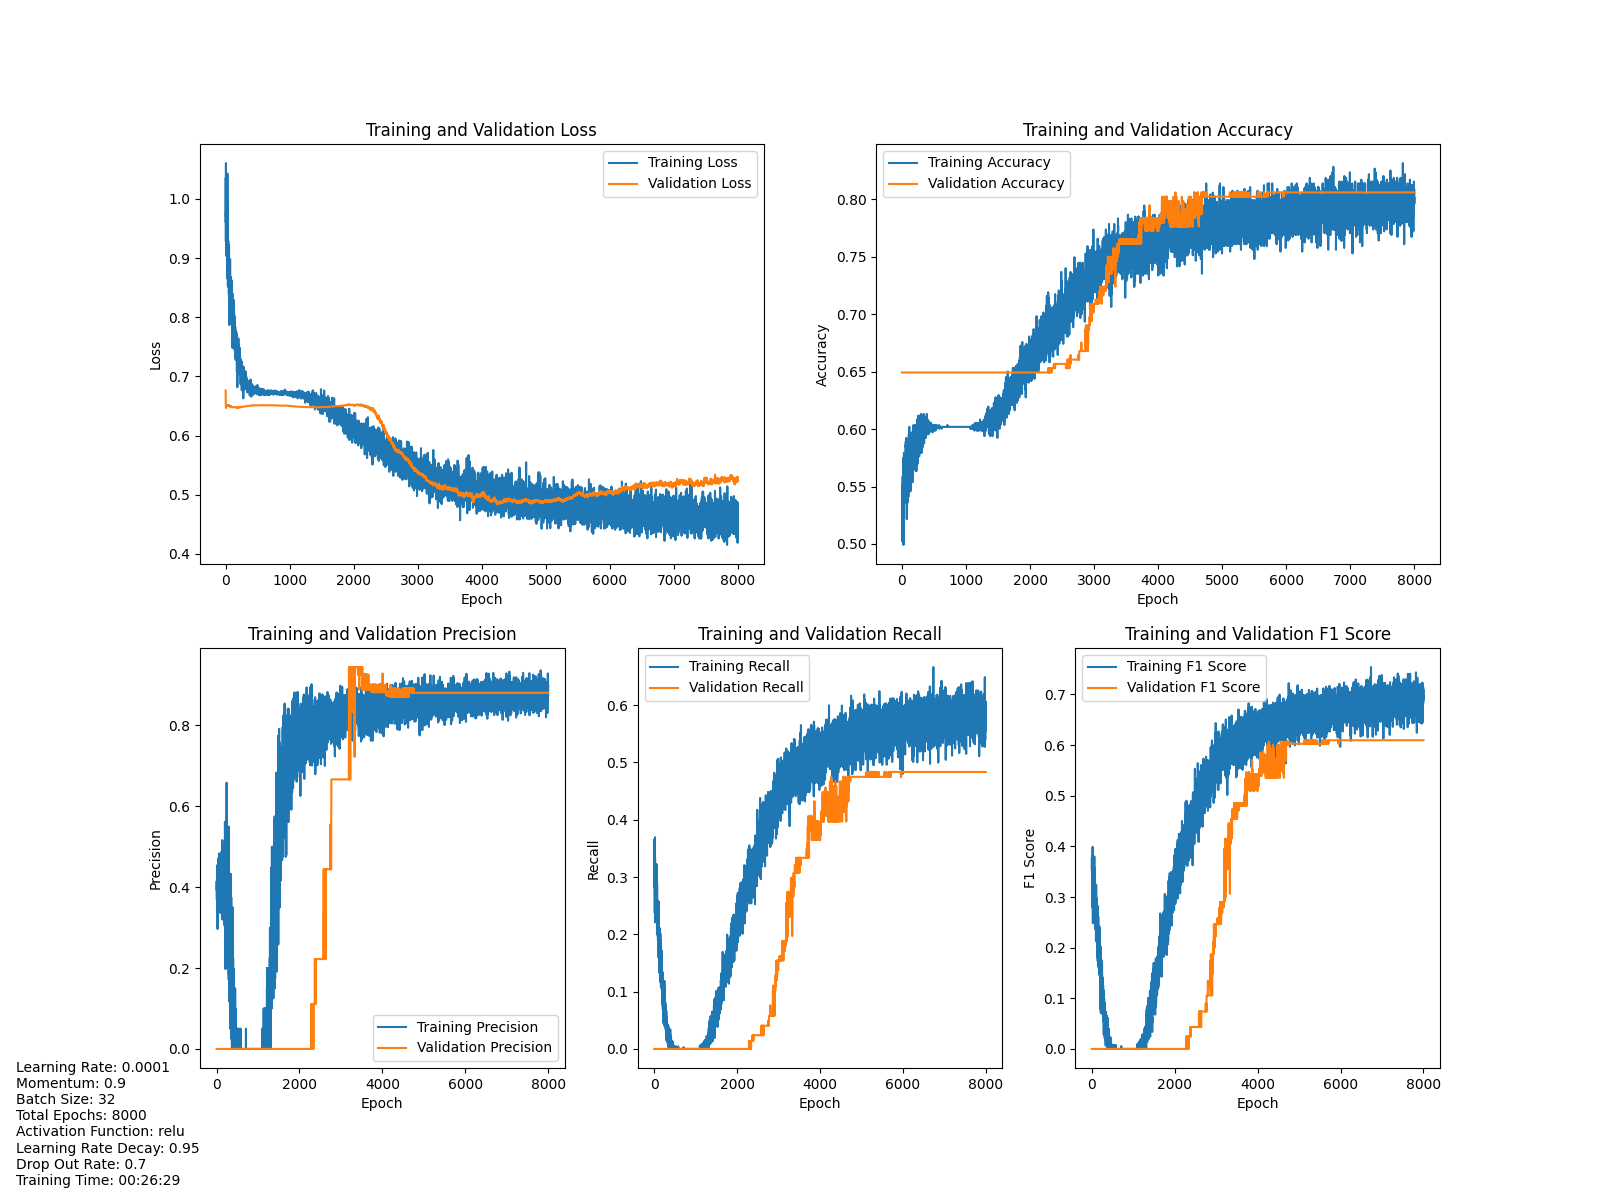 Training and Validation Loss
Training Loss
Validation Loss
1.0
0.9
0.8
0.7
0.6
0.5
0.4
Loss
0 1000 2000 3000 4000 5000 6000 7000 8000
Epoch
Training and Validation Accuracy
Training Accuracy
Validation Accuracy
0.80
0.75
0.70
0.65
0.60
0.55
0.50
Accuracy
0 1000 2000 3000 4000 5000 6000 7000 8000
Epoch
Training and Validation Precision
0.8
0.6
0.4
0.2
0.0
Precision
Training Precision
Validation Precision
0 2000 4000 6000 8000
Epoch
Training and Validation Recall
Training Recall
Validation Recall
0.6
0.5
0.4
0.3
0.2
0.1
0.0
Recall
0 2000 4000 6000 8000
Epoch
Training and Validation F1 Score
Training F1 Score
Validation F1 Score
0.7
0.6
0.5
0.4
0.3
0.2
0.1
0.0
F1 Score
0 2000 4000 6000 8000
Epoch
Learning Rate: 0.0001
Momentum: 0.9
Batch Size: 32
Total Epochs: 8000
Activation Function: relu
Learning Rate Decay: 0.95
Drop Out Rate: 0.7
Training Time: 00:26:29